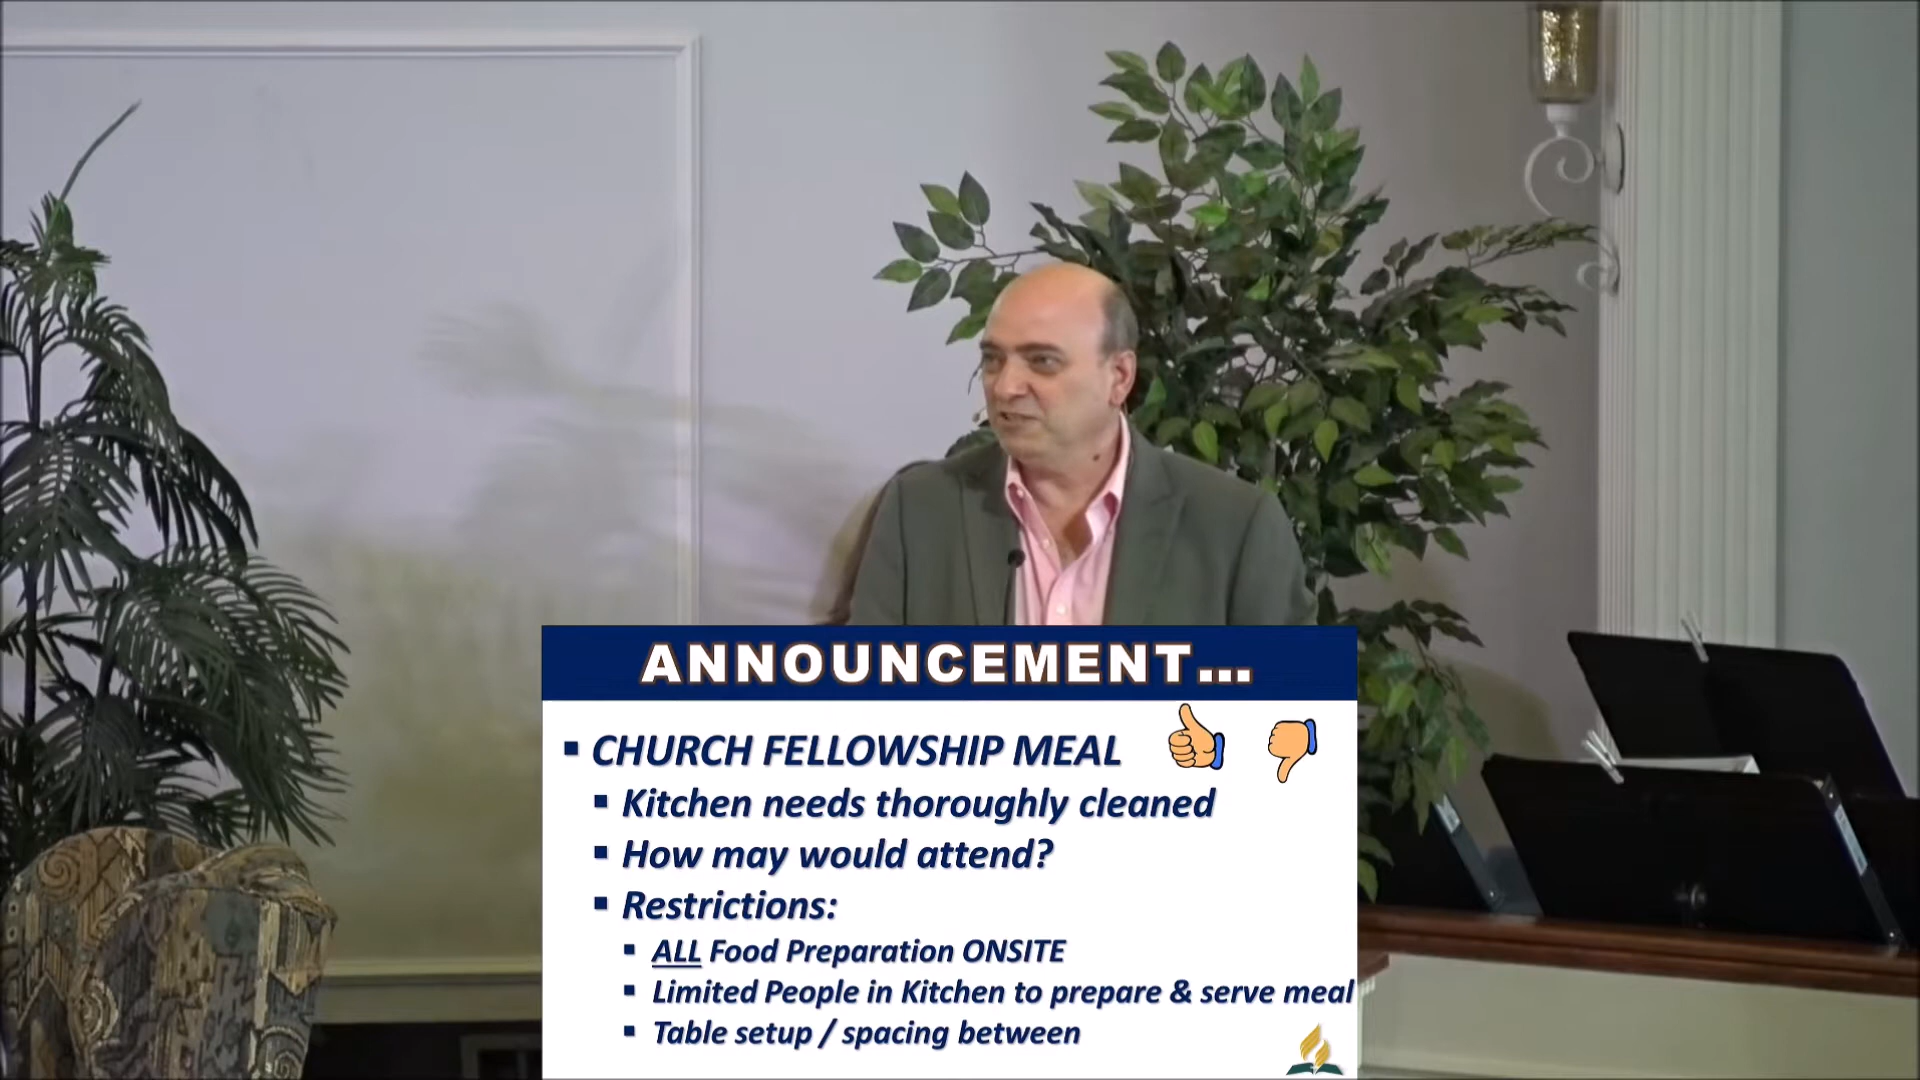 ANNOUNCEMENT...
▪ CHURCH FELLOWSHIP MEAL
▪ Kitchen needs thoroughly cleaned
▪ How may would attend?
▪ Restrictions:
▪ ALL Food Preparation ONSITE
▪ Limited People in Kitchen to prepare & serve meal
▪ Table setup / spacing between